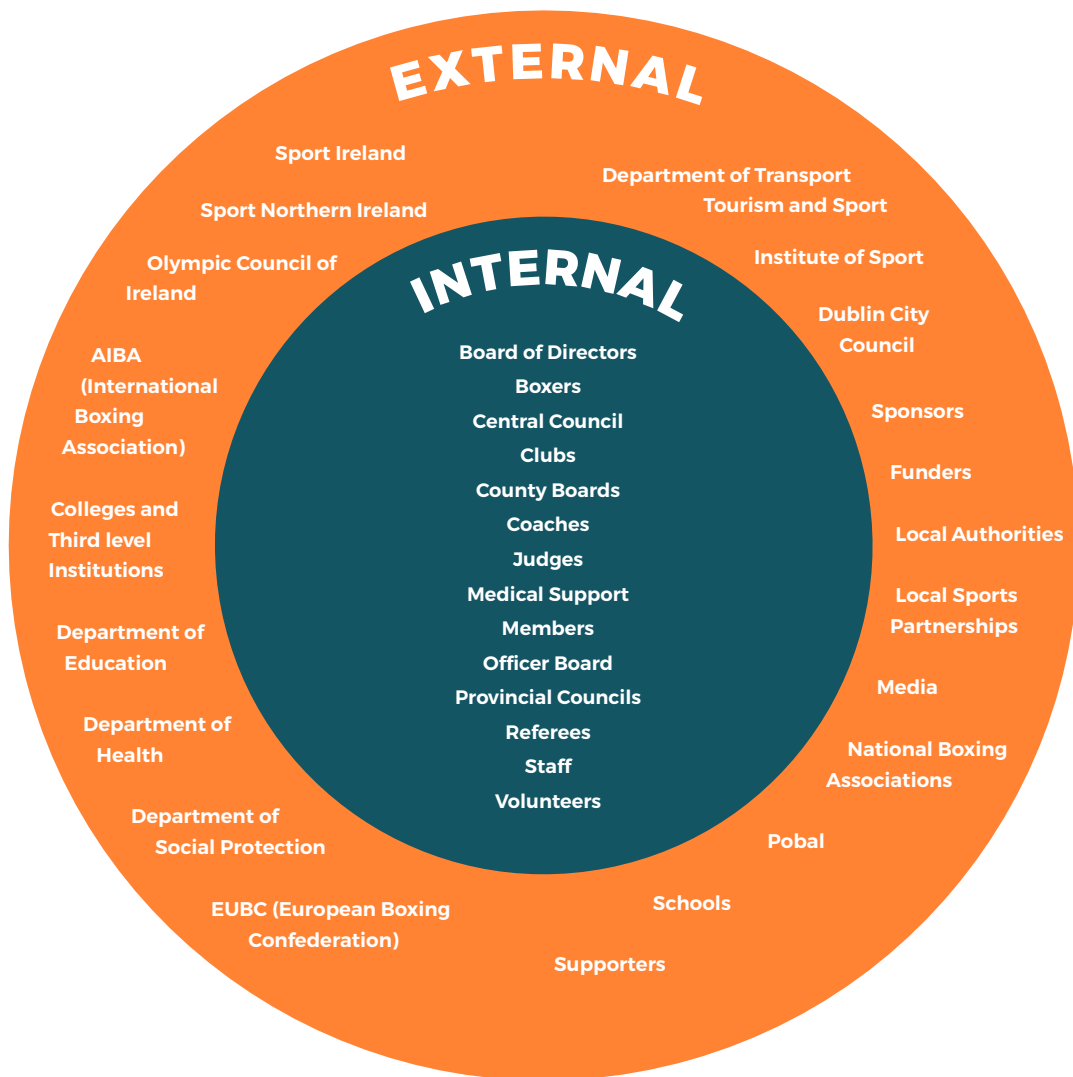 EXTERNAL
Sport Ireland
Sport Northern Ireland
Olympic Council of
Ireland
AIBA
(International
Boxing
Association)
Colleges and
Third level
Institutions
Department of
Education
Department of
Health
Department of
Social Protection
EUBC (European Boxing
Confederation)
Department of Transport
Tourism and Sport
Institute of Sport
Dublin City
Council
Sponsors
Funders
Local Authorities
Local Sports
Partnerships
Media
National Boxing
Associations
Pobal
Schools
Supporters
INTERNAL
Board of Directors
Boxers
Central Council
Clubs
County Boards
Coaches
Judges
Medical Support
Members
Officer Board
Provincial Councils
Referees
Staff
Volunteers